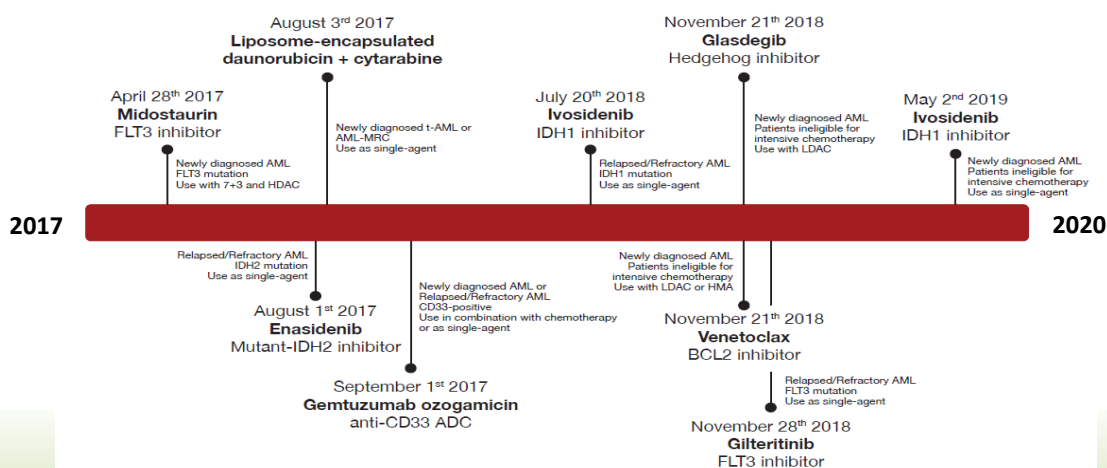 August 3rd 2017
Liposome-encapsulated
daunorubicin + cytarabine
Newly diagnosed t-AML or
AML-MRC
Use as single-agent
November 21th 2018
Glasdegib
Hedgehog inhibitor
Newly diagnosed AML
Patients ineligible for
intensive chemotherapy
Use with LDAC
April 28th 2017
Midostaurin
FLT3 inhibitor
Newly diagnosed AML
FLT3 mutation
Use with 7+3 and HDAC
July 20th 2018
Ivosidenib
IDH1 inhibitor
Relapsed/Refractory AML
IDH1 mutation
Use as single-agent
May 2nd 2019
Ivosidenib
IDH1 inhibitor
Newly diagnosed AML
Patients ineligible for
intensive chemotherapy
Use as single-agent
2017
2020
Relapsed/Refractory AML
IDH2 mutation
Use as single-agent
August 1st 2017
Enasidenib
Mutant-IDH2 inhibitor
Newly diagnosed AML or
Relapsed/Refractory AML
CD33-positive
Use in combination with chemotherapy
or as single-agent
September 1st 2017
Gemtuzumab ozogamicin
anti-CD33 ADC
Newly diagnosed AML
Patients ineligible for
intensive chemotherapy
Use with LDAC or HMA
November 21th 2018
Venetoclax
BCL2 inhibitor
Relapsed/Refractory AML
FLT3 mutation
Use as single-agent
November 28th 2018
Gilteritinib
FLT3 inhibitor